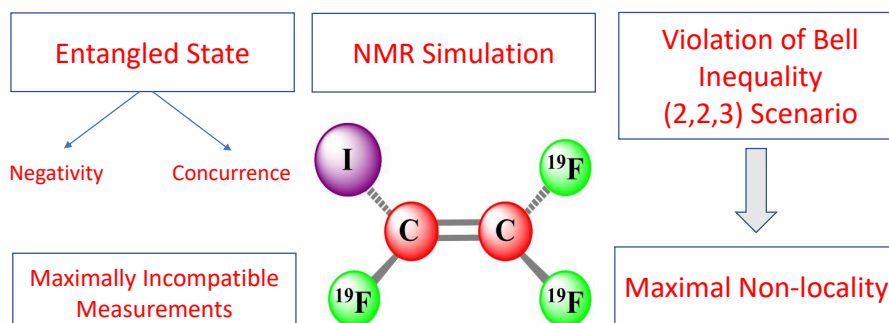 Entangled State
Negativity
Concurrence
Maximally Incompatible
Measurements
NMR Simulation
I
¹⁹F
C
C
¹⁹F
¹⁹F
Violation of Bell
Inequality
(2,2,3) Scenario
Maximal Non-locality